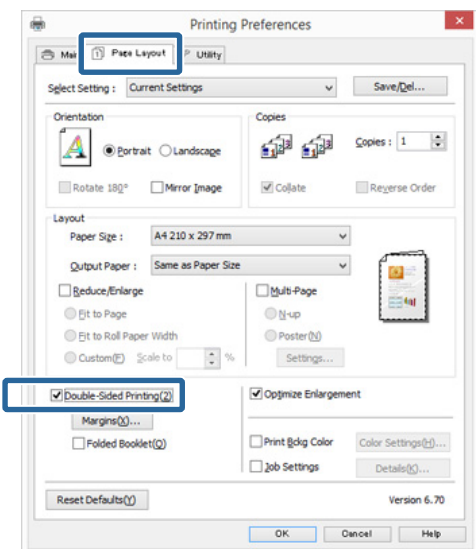 Printing Preferences
Main Page Layout Utility
Select Setting : Current Settings Save/Del...
Orientation Copies
Portrait Landscape Copies : 1
Rotate 180° Mirror Image Collate Reverse Order
Layout
Paper Size : A4 210 x 297 mm
Output Paper : Same as Paper Size
Reduce/Enlarge Multi-Page
Fit to Page N-up
Fit to Roll Paper Width Poster(N)
Custom(F) Scale to % Settings...
Double-Sided Printing(2) Optimize Enlargement
Margins(X)...
Folded Booklet(Q) Print Bckg Color Color Settings(H)...
Job Settings Details(K)...
Reset Defaults(Y) Version 6.70
OK Cancel Help